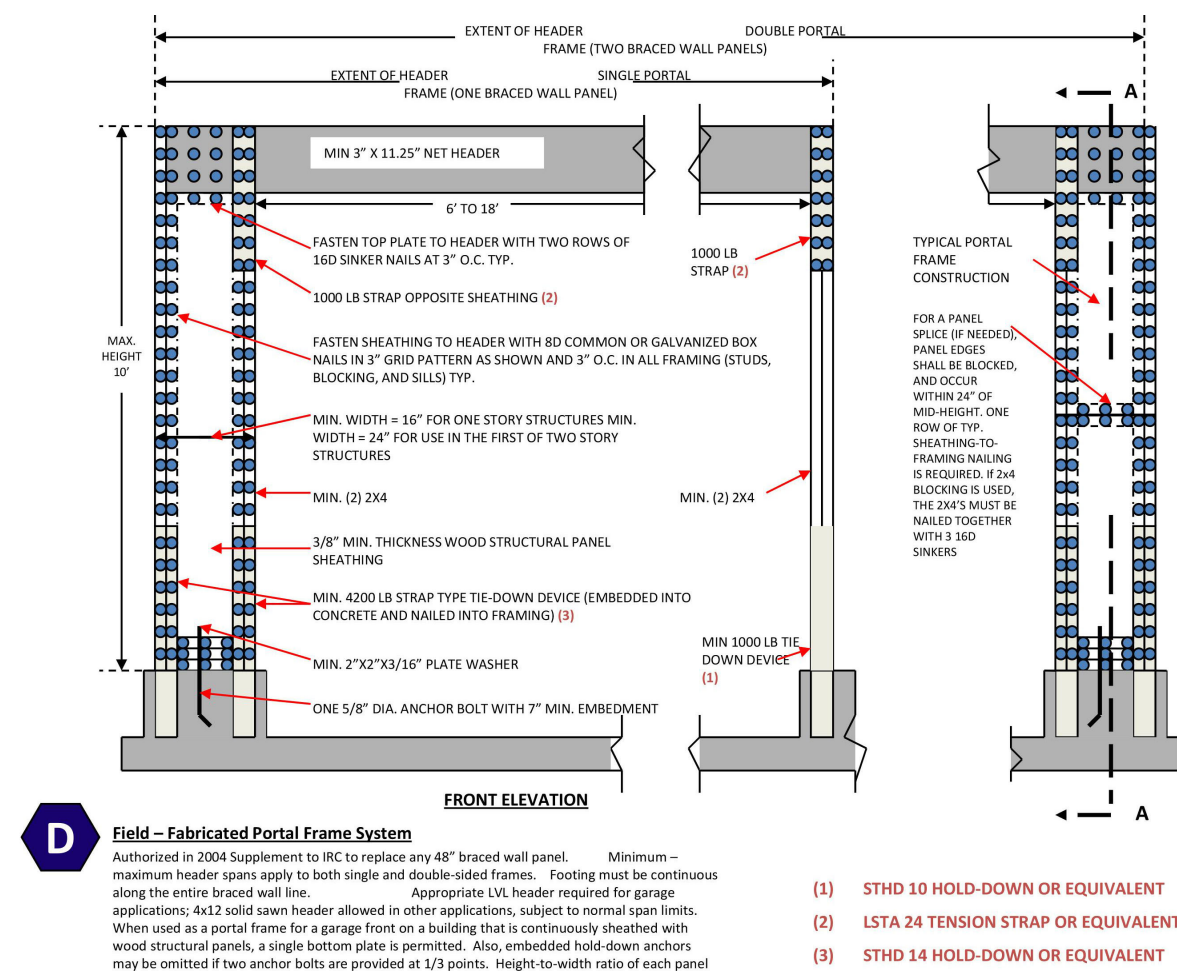 EXTENT OF HEADER DOUBLE PORTAL
FRAME (TWO BRACED WALL PANELS)
EXTENT OF HEADER SINGLE PORTAL
FRAME (ONE BRACED WALL PANEL)
A
MIN 3” X 11.25” NET HEADER
6’ TO 18’
FASTEN TOP PLATE TO HEADER WITH TWO ROWS OF
16D SINKER NAILS AT 3” O.C. TYP.
1000 LB STRAP OPPOSITE SHEATHING (2)
MAX.
HEIGHT
10’
FASTEN SHEATHING TO HEADER WITH 8D COMMON OR GALVANIZED BOX
NAILS IN 3” GRID PATTERN AS SHOWN AND 3” O.C. IN ALL FRAMING (STUDS,
BLOCKING, AND SILLS) TYP.
MIN. WIDTH = 16” FOR ONE STORY STRUCTURES MIN.
WIDTH = 24” FOR USE IN THE FIRST OF TWO STORY
STRUCTURES
MIN. (2) 2X4
3/8” MIN. THICKNESS WOOD STRUCTURAL PANEL
SHEATHING
MIN. 4200 LB STRAP TYPE TIE-DOWN DEVICE (EMBEDDED INTO
CONCRETE AND NAILED INTO FRAMING) (3)
MIN. 2”X2”X3/16” PLATE WASHER
ONE 5/8” DIA. ANCHOR BOLT WITH 7” MIN. EMBEDMENT
1000 LB
STRAP (2)
MIN. (2) 2X4
MIN 1000 LB TIE
DOWN DEVICE
(1)
TYPICAL PORTAL
FRAME
CONSTRUCTION
FOR A PANEL
SPLICE (IF NEEDED),
PANEL EDGES
SHALL BE BLOCKED,
AND OCCUR
WITHIN 24” OF
MID-HEIGHT. ONE
ROW OF TYP.
SHEATHING-TO-
FRAMING NAILING
IS REQUIRED. If 2x4
BLOCKING IS USED,
THE 2X4’S MUST BE
NAILED TOGETHER
WITH 3 16D
SINKERS
A
FRONT ELEVATION
D
Field – Fabricated Portal Frame System
Authorized in 2004 Supplement to IRC to replace any 48” braced wall panel. Minimum –
maximum header spans apply to both single and double-sided frames. Footing must be continuous
along the entire braced wall line. Appropriate LVL header required for garage
applications; 4x12 solid sawn header allowed in other applications, subject to normal span limits.
When used as a portal frame for a garage front on a building that is continuously sheathed with
wood structural panels, a single bottom plate is permitted. Also, embedded hold-down anchors
may be omitted if two anchor bolts are provided at 1/3 points. Height-to-width ratio of each panel
(1) STHD 10 HOLD-DOWN OR EQUIVALENT
(2) LSTA 24 TENSION STRAP OR EQUIVALENT
(3) STHD 14 HOLD-DOWN OR EQUIVALENT